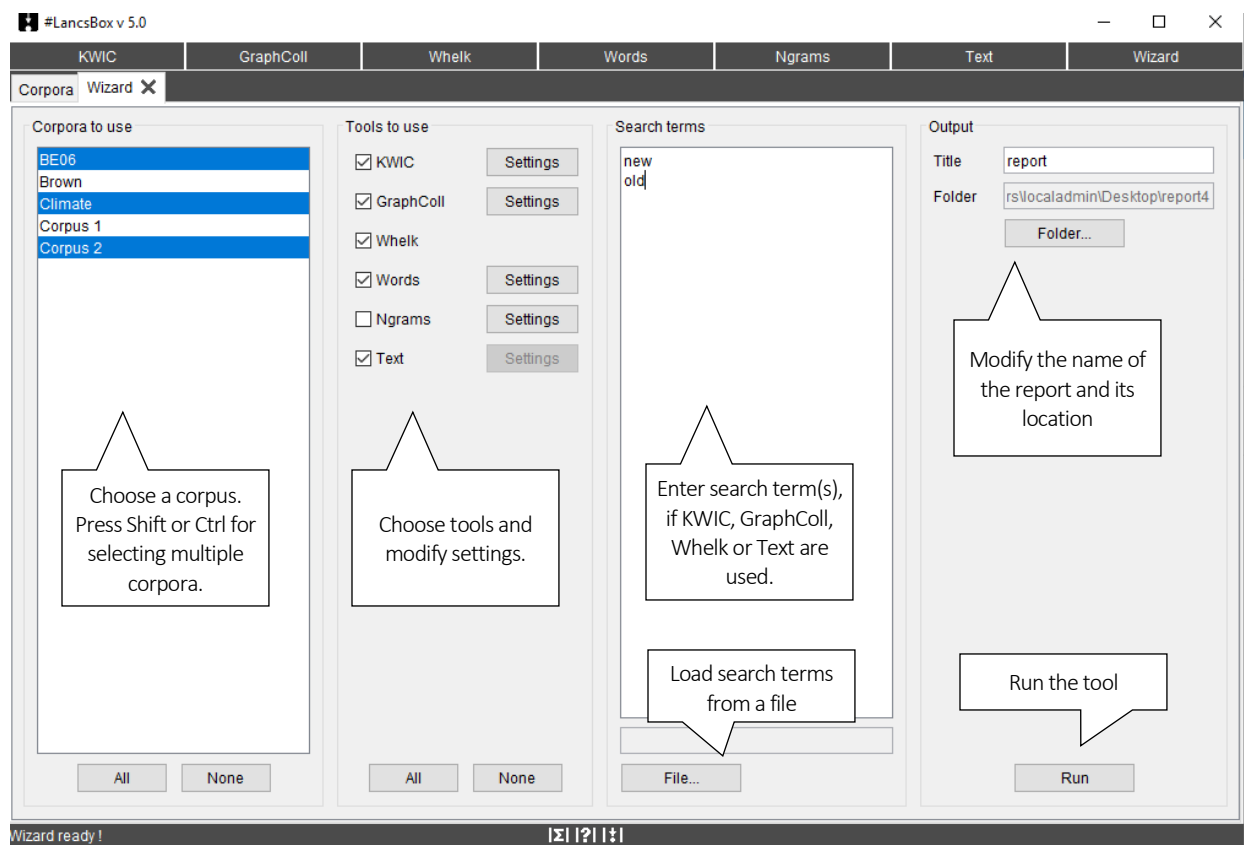 #LancsBox v 5.0
KWIC GraphColl Whelk Words Ngrams Text Wizard
Corpora Wizard
Corpora to use
BE06
Brown
Climate
Corpus 1
Corpus 2
Choose a corpus.
Press Shift or Ctrl for
selecting multiple
corpora.
All None
Tools to use
KWIC Settings
GraphColl Settings
Whelk
Words Settings
Ngrams Settings
Text Settings
Choose tools and
modify settings.
All None
Search terms
new
old
Enter search term(s),
if KWIC, GraphColl,
Whelk or Text are
used.
Load search terms
from a file
File...
Output
Title report
Folder rs\localadmin\Desktop\report4
Folder...
Modify the name of
the report and its
location
Run the tool
Run
Wizard ready !
|Σ| |?| |‡|